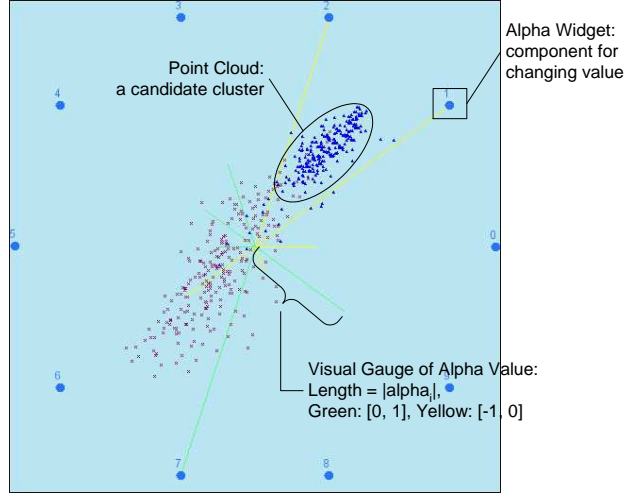 3
2
Alpha Widget:
component for
changing value
Point Cloud:
a candidate cluster
4
1
5
0
Visual Gauge of Alpha Value:
Length = |alphai|,
Green: [0, 1], Yellow: [-1, 0]
6
9
7
8